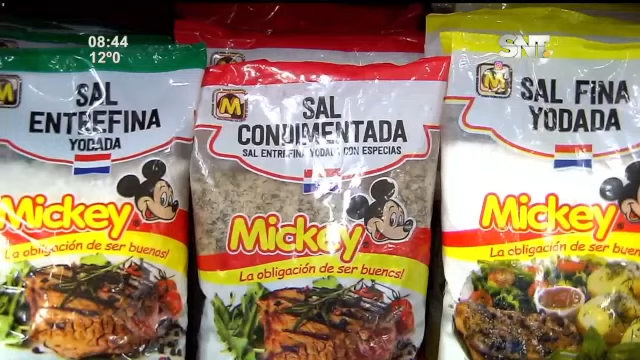 08:44
12º
SNT
M
SAL
ENTREFINA
YODADA
Mickey
La obligación de ser buenos!
M
SAL
CONDIMENTADA
SAL ENTREFINA YODADA CON ESPECIAS
Mickey
La obligación de ser buenos!
M
SAL FINA
YODADA
Mickey
La obligación de ser buenos!